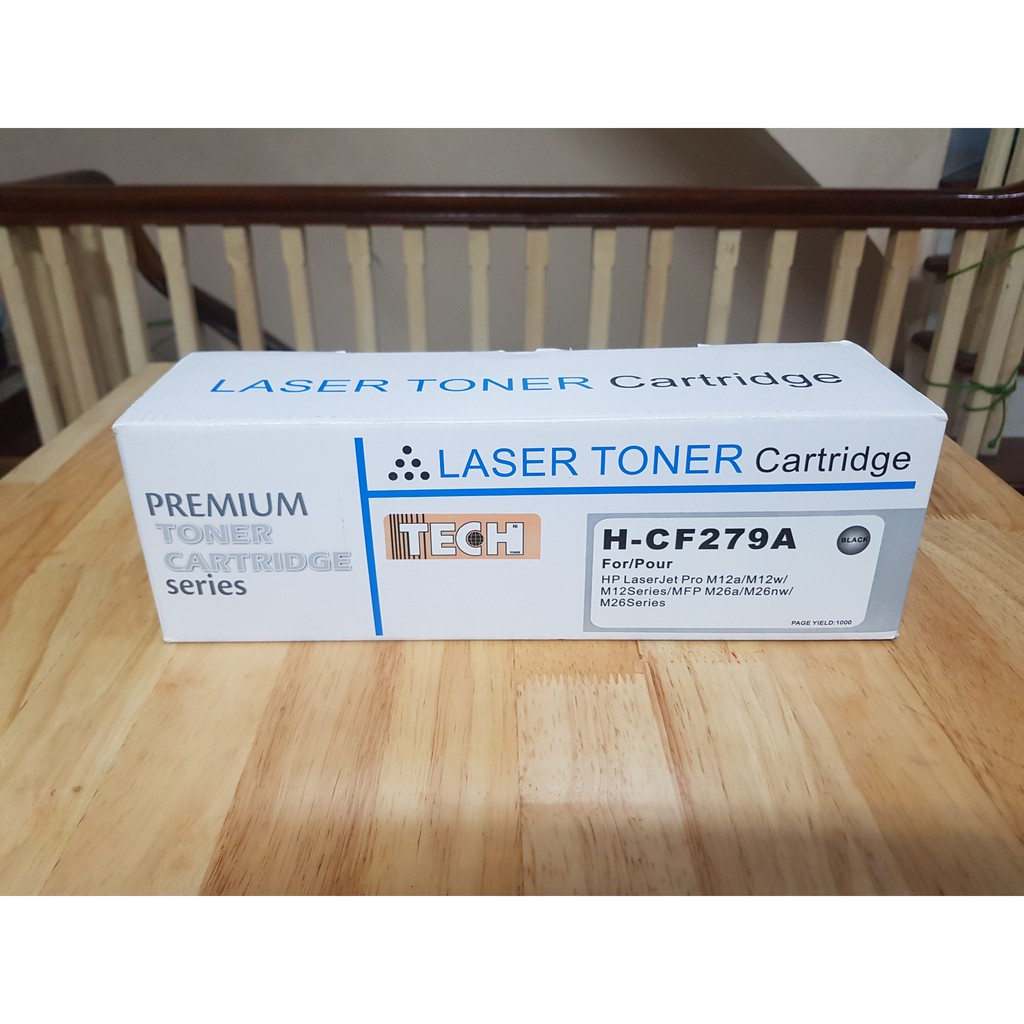 LASER TONER Cartridge
LASER TONER Cartridge
PREMIUM
TONER
CARTRIDGE
series
TECH
H-CF279A
BLACK
For/Pour
HP LaserJet Pro M12a/M12w/
M12Series/MFP M26a/M26nw/
M26Series
PAGE YIELD:1000